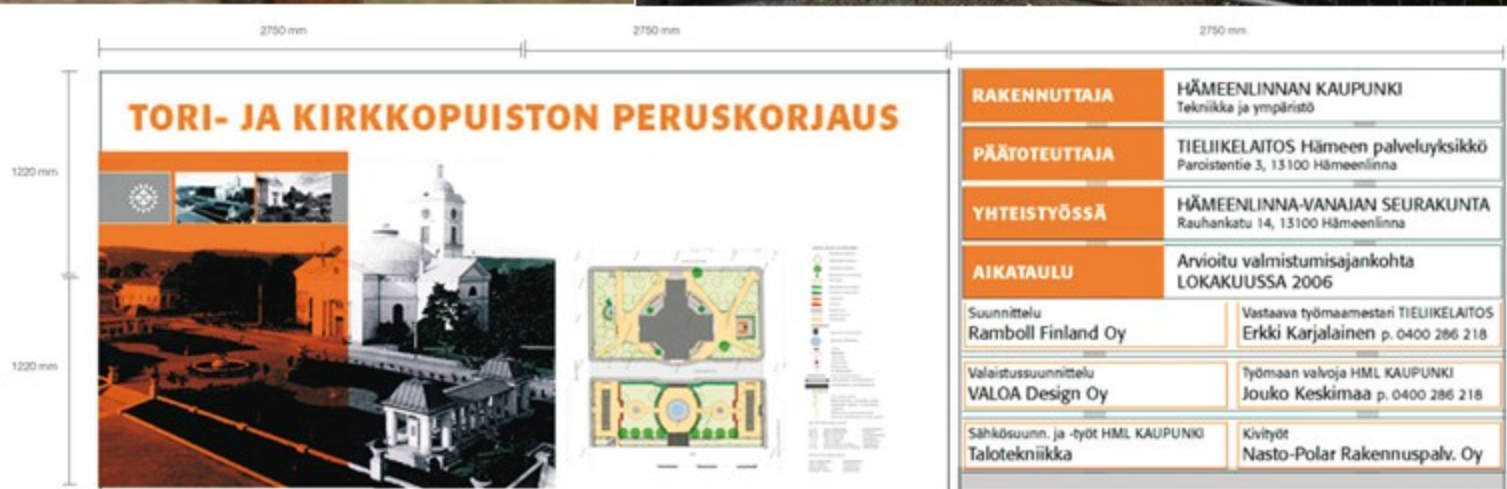 2750 mm
2750 mm
2750 mm
1220 mm
1220 mm
TORI- JA KIRKKOPUISTON PERUSKORJAUS
RAKENNUTTAJA
HÄMEENLINNAN KAUPUNKI
Tekniikka ja ympäristö
PÄÄTOTEUTTAJA
TIELIIKELAITOS Hämeen palveluyksikkö
Paroistentie 3, 13100 Hämeenlinna
YHTEISTYÖSSÄ
HÄMEENLINNA-VANAJAN SEURAKUNTA
Rauhankatu 14, 13100 Hämeenlinna
AIKATAULU
Arvioitu valmistumisajankohta
LOKAKUUSSA 2006
Suunnittelu
Ramboll Finland Oy
Vastaava työmaamestari TIELIIKELAITOS
Erkki Karjalainen p. 0400 286 218
Valaistussuunnittelu
VALOA Design Oy
Työmaan valvoja HML KAUPUNKI
Jouko Keskimaa p. 0400 286 218
Sähkösuunn. ja -työt HML KAUPUNKI
Talotekniikka
Kivityöt
Nasto-Polar Rakennuspalv. Oy